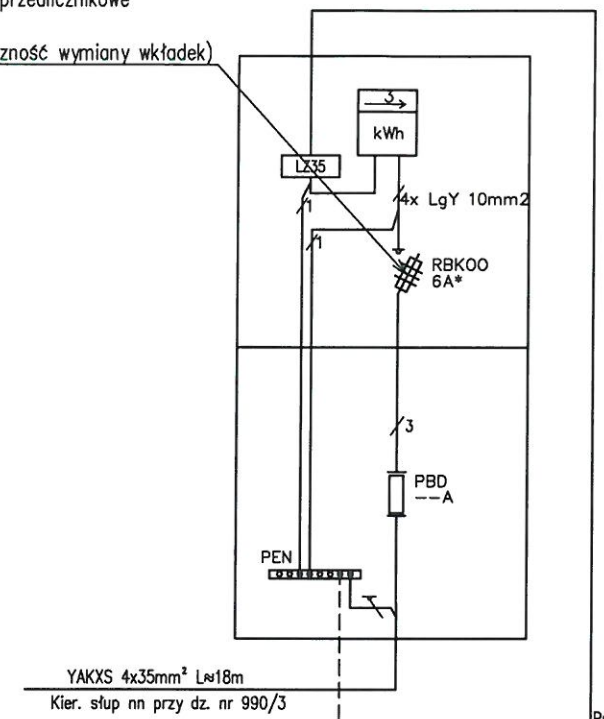 przedlicznikowe
zność wymiany wkładek)
3
kWh
LZ35
1
4x LgY 10mm2
1
RBK00
6A*
3
PBD
--A
PEN
YAKXS 4x35mm² L≈18m
Kier. słup nn przy dz. nr 990/3